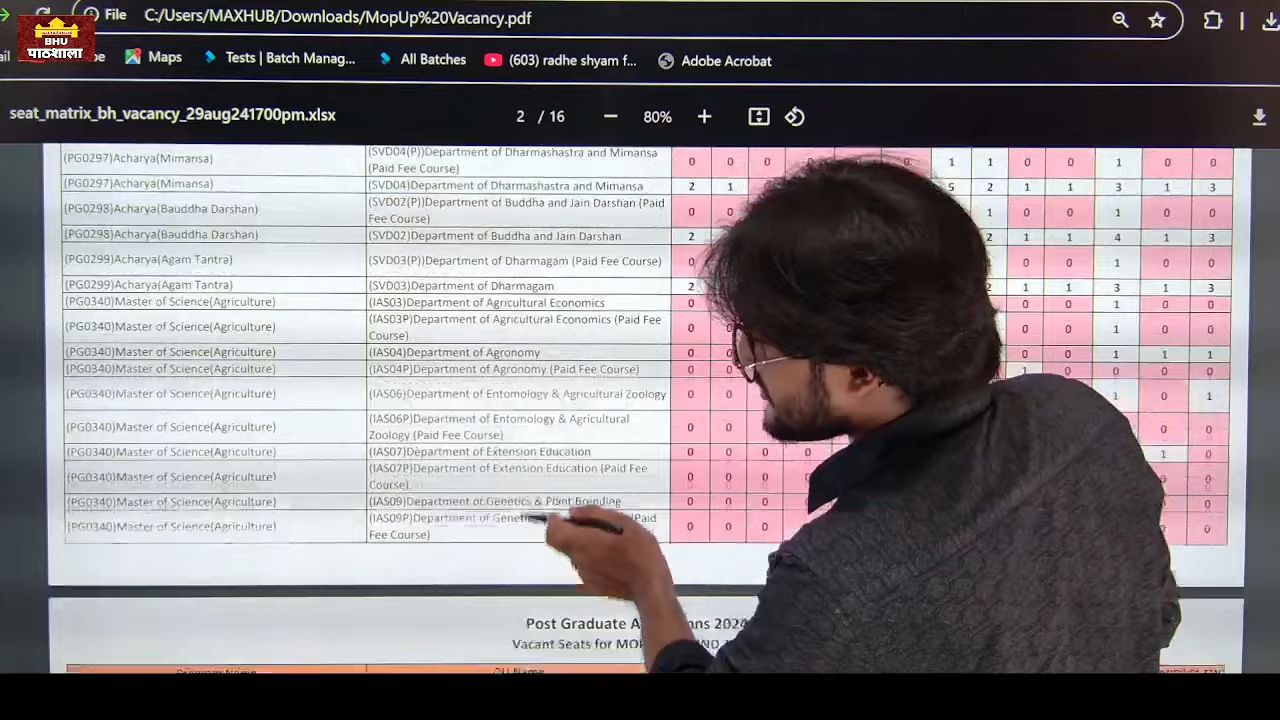 File C:/Users/MAXHUB/Downloads/MopUp%20Vacancy.pdf
BHU
पाठशाला
Maps Tests | Batch Manag... All Batches (603) radhe shyam f... Adobe Acrobat
seat_matrix_bh_vacancy_29aug241700pm.xlsx 2 / 16 80%
(PG0297)Acharya(Mimansa) (SVD04(P))Department of Dharmashastra and Mimansa (Paid Fee Course) 0 0 0 0 1 1 0 0 1 0 0
(PG0297)Acharya(Mimansa) (SVD04)Department of Dharmashastra and Mimansa 2 1 5 2 1 1 3 1 3
(PG0298)Acharya(Bauddha Darshan) (SVD02(P))Department of Buddha and Jain Darshan (Paid Fee Course) 0 0 1 0 0 1 0 0
(PG0298)Acharya(Bauddha Darshan) (SVD02)Department of Buddha and Jain Darshan 2 2 1 1 4 1 3
(PG0299)Acharya(Agam Tantra) (SVD03(P))Department of Dharmagam (Paid Fee Course) 0 0 0 1 0 0
(PG0299)Acharya(Agam Tantra) (SVD03)Department of Dharmagam 2 2 1 1 3 1 3
(PG0340)Master of Science(Agriculture) (IAS03)Department of Agricultural Economics 0 0 0 0 1 0 0
(PG0340)Master of Science(Agriculture) (IAS03P)Department of Agricultural Economics (Paid Fee Course) 0 0 0 0 1 0 0
(PG0340)Master of Science(Agriculture) (IAS04)Department of Agronomy 0 0 0 0 1 1 1
(PG0340)Master of Science(Agriculture) (IAS04P)Department of Agronomy (Paid Fee Course) 0 0 1 0 0 0 0
(PG0340)Master of Science(Agriculture) (IAS06)Department of Entomology & Agricultural Zoology 0 0 1 0 1
(PG0340)Master of Science(Agriculture) (IAS06P)Department of Entomology & Agricultural Zoology (Paid Fee Course) 0 0 0 0 0
(PG0340)Master of Science(Agriculture) (IAS07)Department of Extension Education 0 0 0 0 1 0
(PG0340)Master of Science(Agriculture) (IAS07P)Department of Extension Education (Paid Fee Course) 0 0 0 0 0
(PG0340)Master of Science(Agriculture) (IAS09)Department of Genetics & Plant Breeding 0 0 0 0 0
(PG0340)Master of Science(Agriculture) (IAS09P)Department of (Paid Fee Course) 0 0 0 0 0
Post Graduate 2024
Vacant Seats for
Program Name